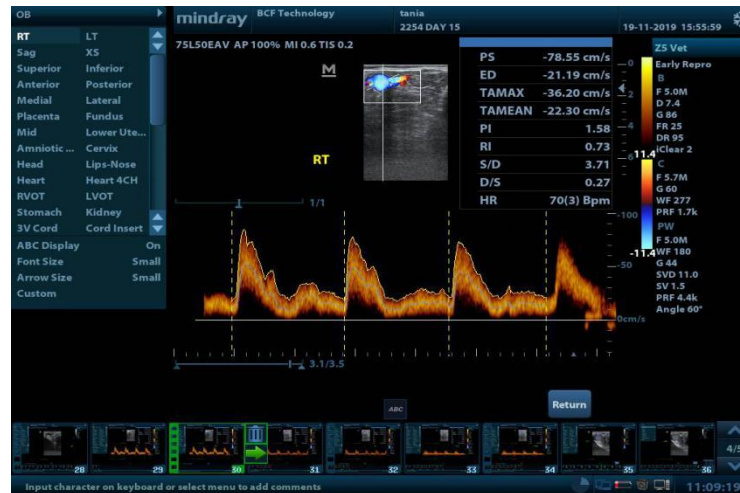 OB
mindray BCF Technology tania
2254 DAY 15 19-11-2019 15:55:59
RT LT
Sag XS
Superior Inferior
Anterior Posterior
Medial Lateral
Placenta Fundus
Mid Lower Ute...
Amniotic ... Cervix
Head Lips-Nose
Heart Heart 4CH
RVOT LVOT
Stomach Kidney
3V Cord Cord Insert
ABC Display On
Font Size Small
Arrow Size Small
Custom
75L50EAV AP 100% MI 0.6 TIS 0.2
M
RT
1/1
PS -78.55 cm/s
ED -21.19 cm/s
TAMAX -36.20 cm/s
TAMEAN -22.30 cm/s
PI 1.58
RI 0.73
S/D 3.71
D/S 0.27
HR 70(3) Bpm
0
2
4
6
11.4
-11.4
Z5 Vet
Early Repro
B
F 5.0M
D 7.4
G 86
FR 25
DR 95
iClear 2
C
F 5.7M
G 60
WF 277
PRF 1.7k
PW
F 5.0M
WF 180
G 44
SVD 11.0
SV 1.5
PRF 4.4k
Angle 60°
-100
-50
0cm/s
3.1/3.5
ABC
Return
28 29 30 31 32 33 34 35 36
4/5
Input character on keyboard or select menu to add comments
11:09:19